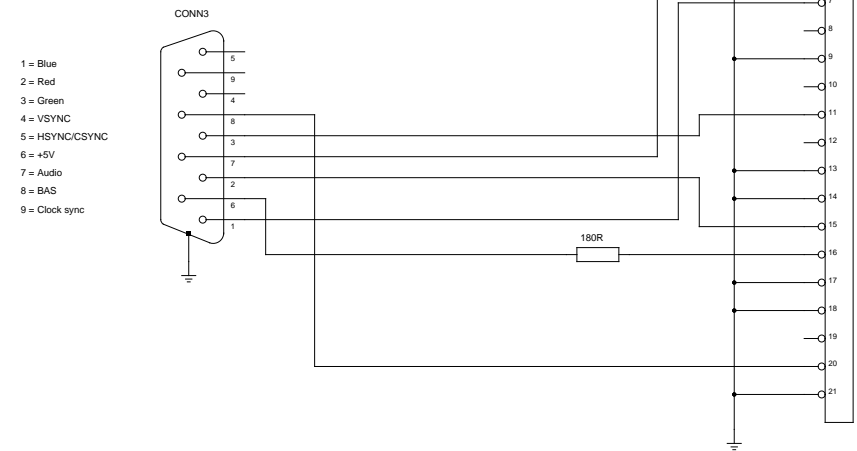 CONN3
1 = Blue
2 = Red
3 = Green
4 = VSYNC
5 = HSYNC/CSYNC
6 = +5V
7 = Audio
8 = BAS
9 = Clock sync
5
9
4
8
3
7
2
6
1
180R
7
8
9
10
11
12
13
14
15
16
17
18
19
20
21